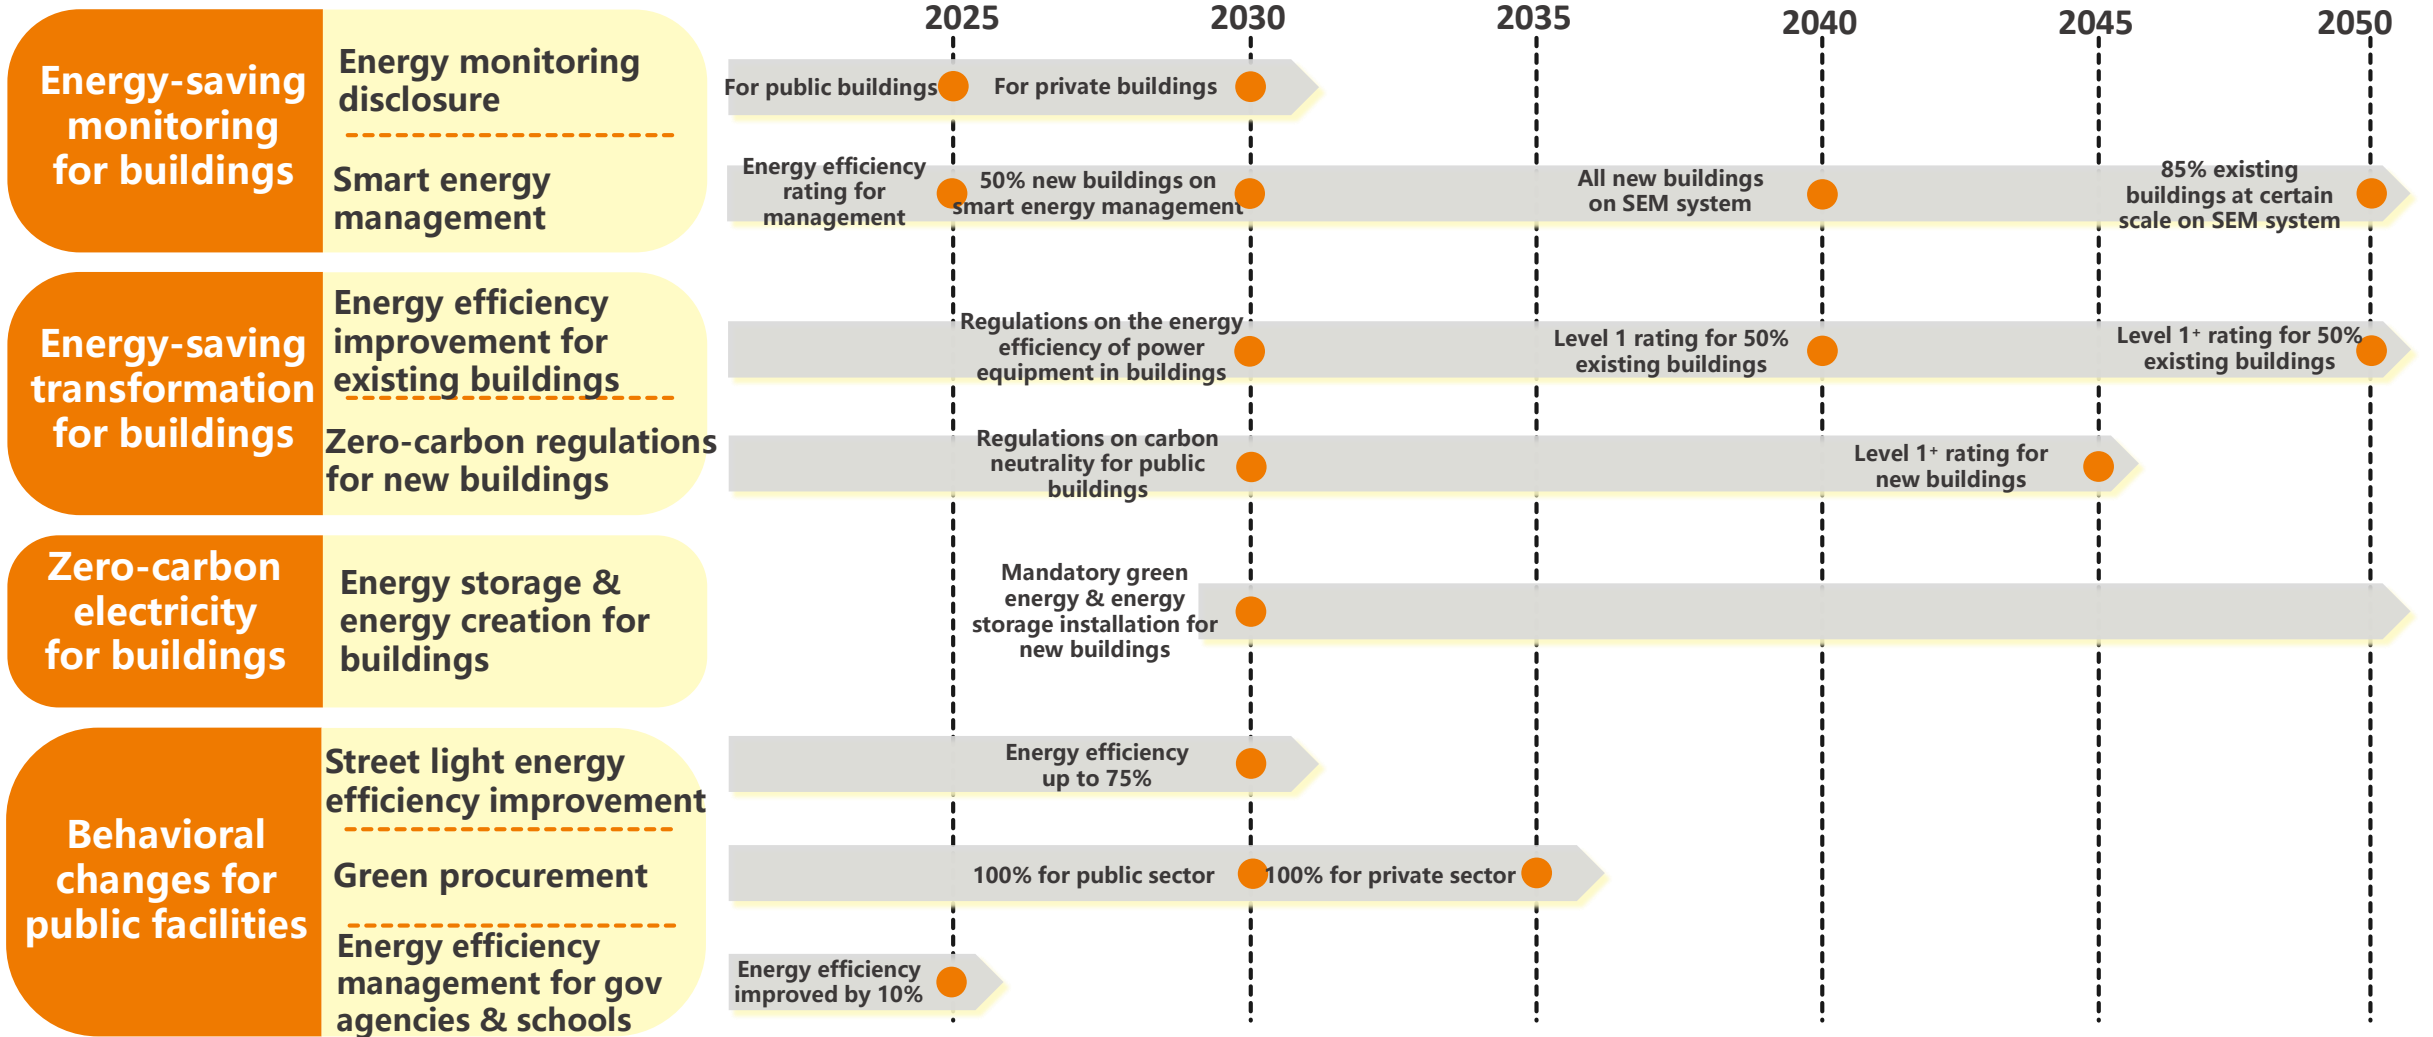 2025 2030 2035 2040 2045 2050
Energy-saving
monitoring
for buildings
Energy monitoring
disclosure
For public buildings
For private buildings
Smart energy
management
Energy efficiency
rating for
management
50% new buildings on
smart energy management
All new buildings
on SEM system
85% existing
buildings at certain
scale on SEM system
Energy-saving
transformation
for buildings
Energy efficiency
improvement for
existing buildings
Regulations on the energy
efficiency of power
equipment in buildings
Level 1 rating for 50%
existing buildings
Level 1⁺ rating for 50%
existing buildings
Zero-carbon regulations
for new buildings
Regulations on carbon
neutrality for public
buildings
Level 1⁺ rating for
new buildings
Zero-carbon
electricity
for buildings
Energy storage &
energy creation for
buildings
Mandatory green
energy & energy
storage installation for
new buildings
Behavioral
changes for
public facilities
Street light energy
efficiency improvement
Energy efficiency
up to 75%
Green procurement
100% for public sector
100% for private sector
Energy efficiency
management for gov
agencies & schools
Energy efficiency
improved by 10%